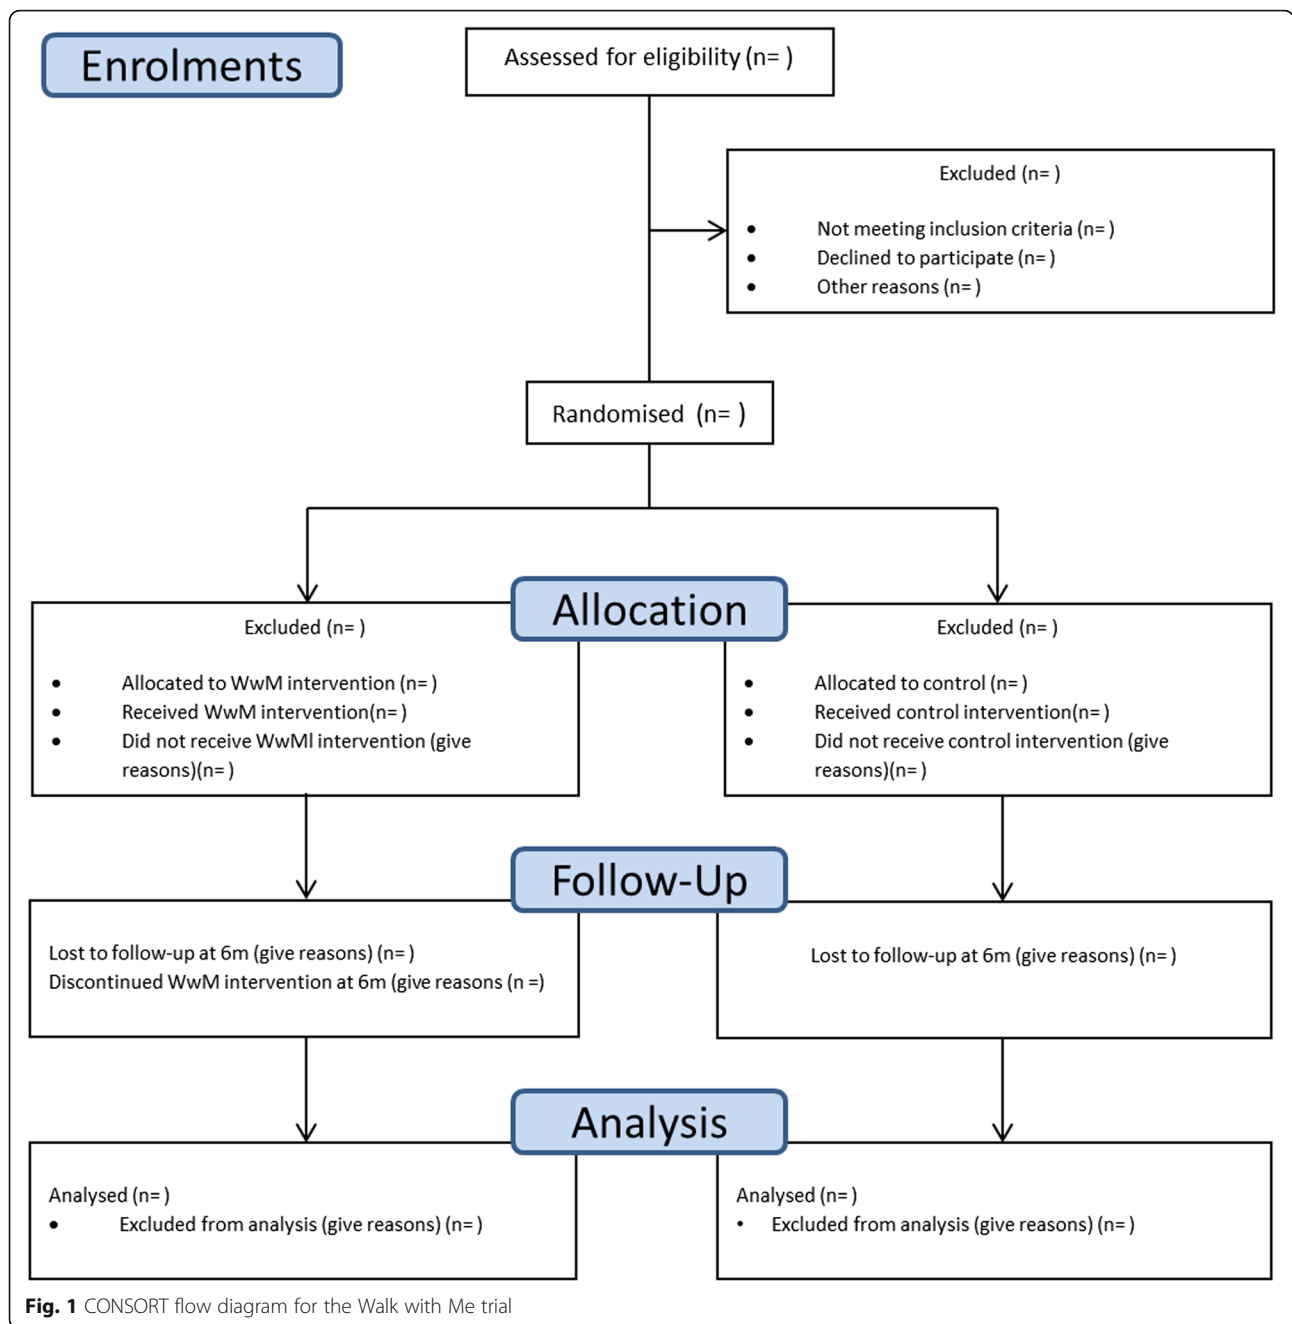 Enrolments
Assessed for eligibility (n= )
Excluded (n= )
• Not meeting inclusion criteria (n= )
• Declined to participate (n= )
• Other reasons (n= )
Randomised (n= )
Allocation
Excluded (n= )
• Allocated to WwM intervention (n= )
• Received WwM intervention(n= )
• Did not receive WwMl intervention (give
reasons)(n= )
Excluded (n= )
• Allocated to control (n= )
• Received control intervention(n= )
• Did not receive control intervention (give
reasons)(n= )
Follow-Up
Lost to follow-up at 6m (give reasons) (n= )
Discontinued WwM intervention at 6m (give reasons (n =)
Lost to follow-up at 6m (give reasons) (n= )
Analysis
Analysed (n= )
• Excluded from analysis (give reasons) (n= )
Analysed (n= )
• Excluded from analysis (give reasons) (n= )
Fig. 1 CONSORT flow diagram for the Walk with Me trial